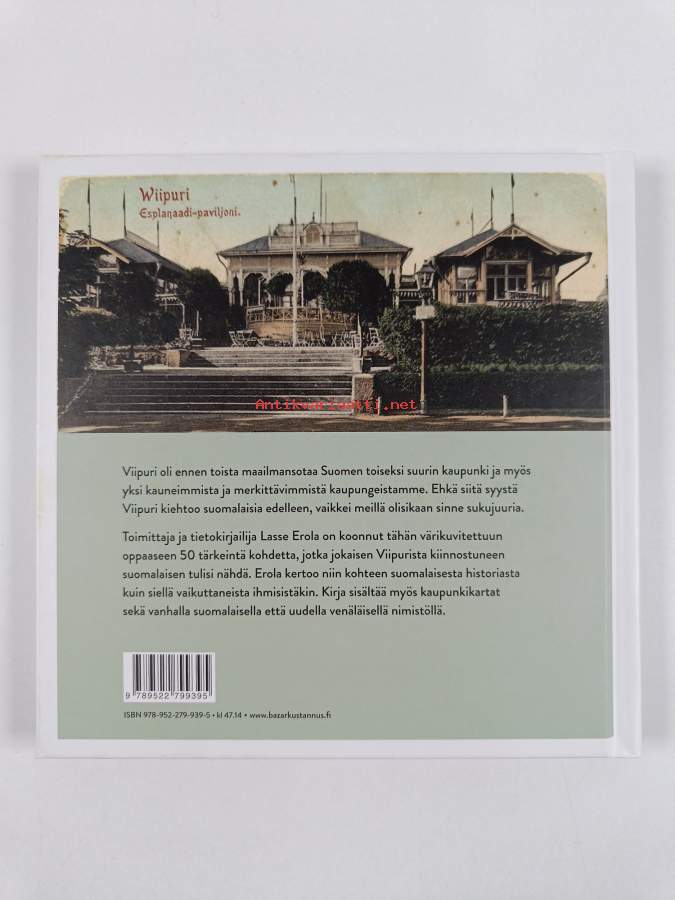 Wiipuri
Esplanaadi-paviljoni.
Antikvariaatti.net
Viipuri oli ennen toista maailmansotaa Suomen toiseksi suurin kaupunki ja myös
yksi kauneimmista ja merkittävimmistä kaupungeistamme. Ehkä siitä syystä
Viipuri kiehtoo suomalaisia edelleen, vaikkei meillä olisikaan sinne sukujuuria.
Toimittaja ja tietokirjailija Lasse Erola on koonnut tähän värikuvitettuun
oppaaseen 50 tärkeintä kohdetta, jotka jokaisen Viipurista kiinnostuneen
suomalaisen tulisi nähdä. Erola kertoo niin kohteen suomalaisesta historiasta
kuin siellä vaikuttaneista ihmisistäkin. Kirja sisältää myös kaupunkikartat
sekä vanhalla suomalaisella että uudella venäläisellä nimistöllä.
9 789522 799395
ISBN 978-952-279-939-5 • kl 47.14 • www.bazarkustannus.fi